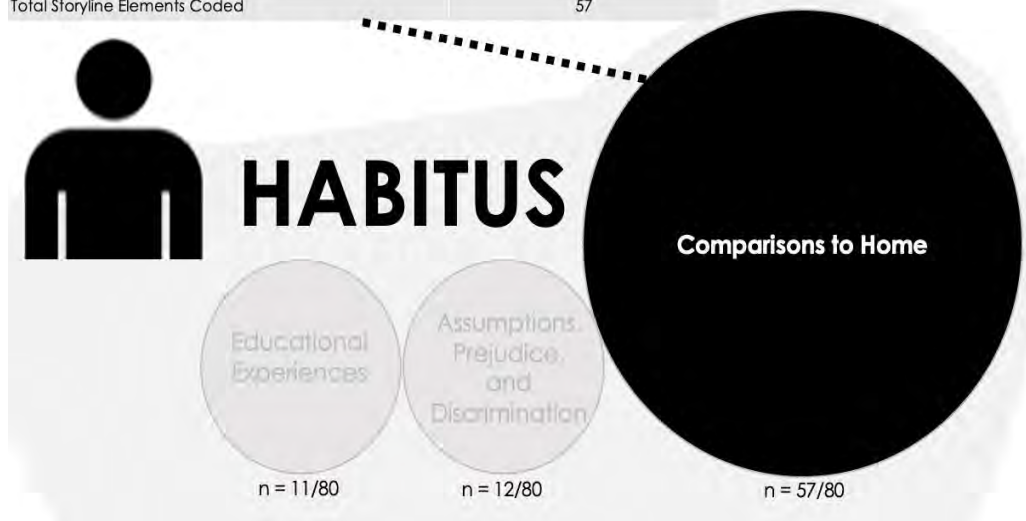 Total Storyline Elements Coded 57
HABITUS
Comparisons to Home
Educational
Experiences
Assumptions,
Prejudice,
and
Discrimination
n = 11/80
n = 12/80
n = 57/80